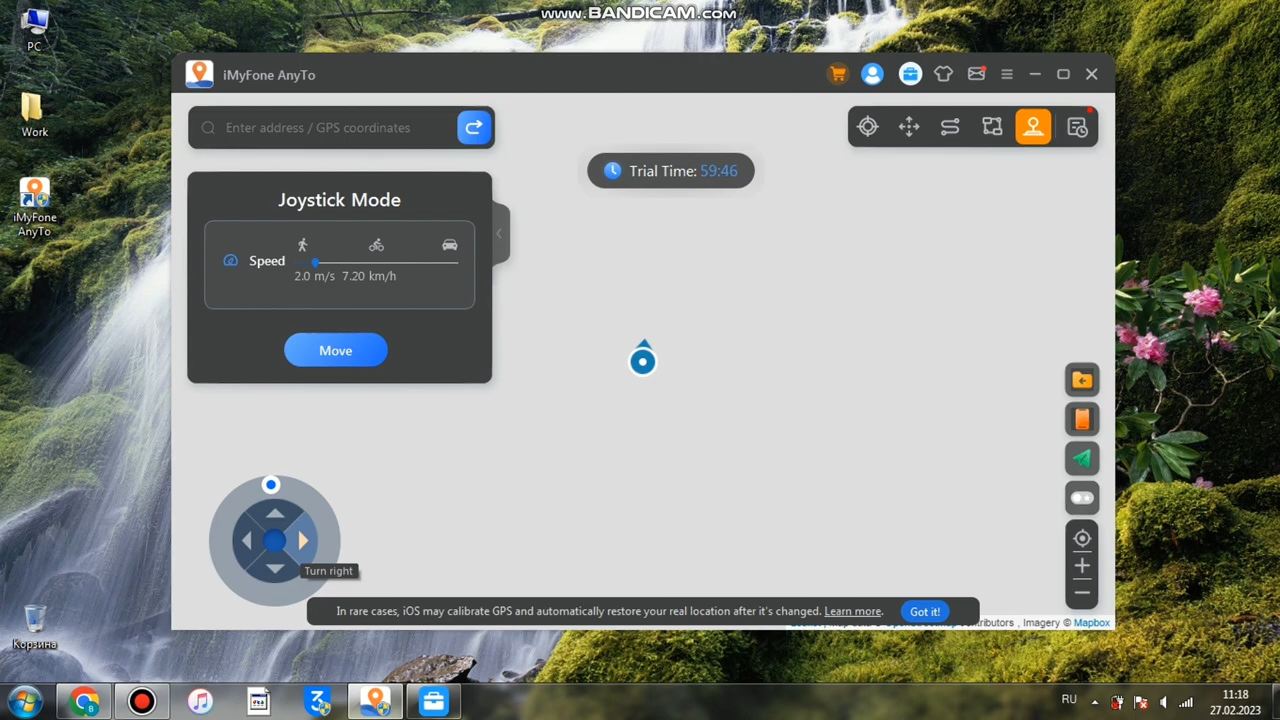 www.BANDICAM.com
PC
Work
iMyFone
AnyTo
Корзина
iMyFone AnyTo
Enter address / GPS coordinates
Trial Time: 59:46
Joystick Mode
Speed
2.0 m/s 7.20 km/h
Move
Turn right
In rare cases, iOS may calibrate GPS and automatically restore your real location after it's changed. Learn more.
Got it!
, Imagery © Mapbox
RU
11:18
27.02.2023